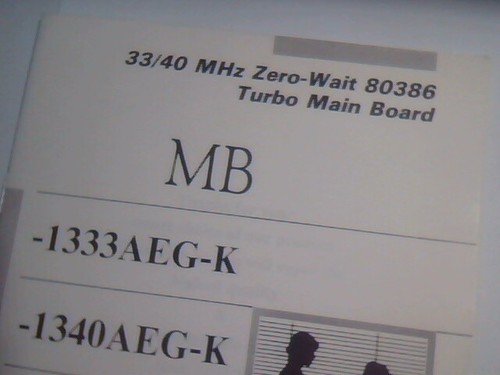 33/40 MHz Zero-Wait 80386
Turbo Main Board
MB
-1333AEG-K
-1340AEG-K